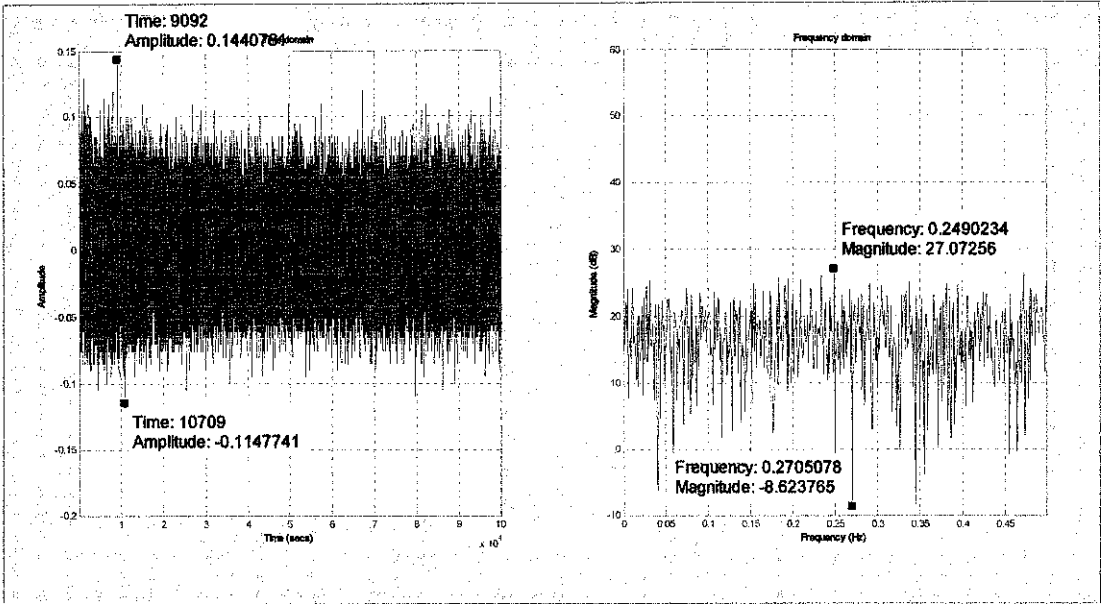 Time: 9092
Amplitude: 0.1440784
0.15
0.1
0.05
0
-0.05
-0.1
-0.15
-0.2
Amplitude
Time: 10709
Amplitude: -0.1147741
1
2
3
4
5
6
7
8
9
10
Time (secs)
x 10⁴
Frequency domain
60
50
40
30
20
10
0
-10
Magnitude (dB)
Frequency: 0.2490234
Magnitude: 27.07256
Frequency: 0.2705078
Magnitude: -8.623765
0
0.05
0.1
0.15
0.2
0.25
0.3
0.35
0.4
0.45
Frequency (Hz)